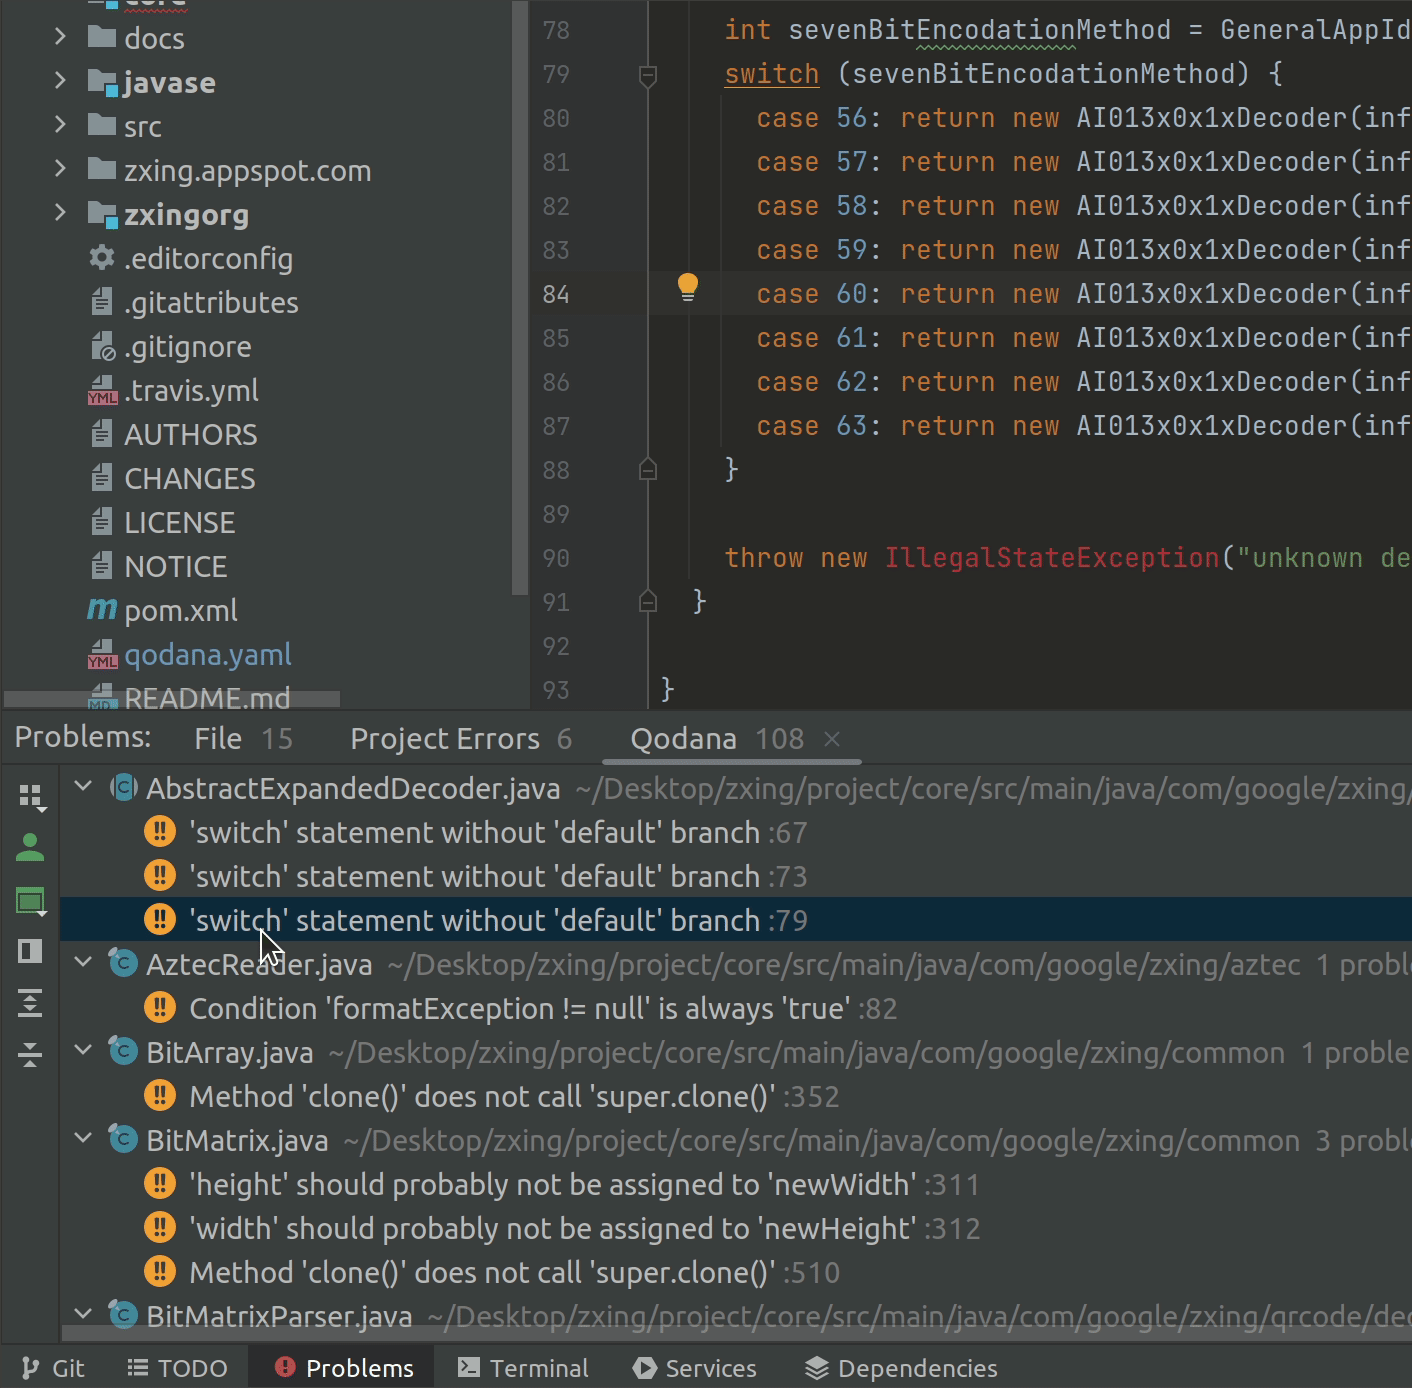 core
docs
javase
src
zxing.appspot.com
zxingorg
.editorconfig
.gitattributes
.gitignore
.travis.yml
AUTHORS
CHANGES
LICENSE
NOTICE
pom.xml
qodana.yaml
README.md
78 int sevenBitEncodationMethod = GeneralAppId
79 switch (sevenBitEncodationMethod) {
80 case 56: return new AI013x0x1xDecoder(inf
81 case 57: return new AI013x0x1xDecoder(inf
82 case 58: return new AI013x0x1xDecoder(inf
83 case 59: return new AI013x0x1xDecoder(inf
84 case 60: return new AI013x0x1xDecoder(inf
85 case 61: return new AI013x0x1xDecoder(inf
86 case 62: return new AI013x0x1xDecoder(inf
87 case 63: return new AI013x0x1xDecoder(inf
88 }
89
90 throw new IllegalStateException("unknown de
91 }
92
93 }
Problems: File 15 Project Errors 6 Qodana 108 ×
AbstractExpandedDecoder.java ~/Desktop/zxing/project/core/src/main/java/com/google/zxing/
'switch' statement without 'default' branch :67
'switch' statement without 'default' branch :73
'switch' statement without 'default' branch :79
AztecReader.java ~/Desktop/zxing/project/core/src/main/java/com/google/zxing/aztec 1 proble
Condition 'formatException != null' is always 'true' :82
BitArray.java ~/Desktop/zxing/project/core/src/main/java/com/google/zxing/common 1 proble
Method 'clone()' does not call 'super.clone()' :352
BitMatrix.java ~/Desktop/zxing/project/core/src/main/java/com/google/zxing/common 3 probl
'height' should probably not be assigned to 'newWidth' :311
'width' should probably not be assigned to 'newHeight' :312
Method 'clone()' does not call 'super.clone()' :510
BitMatrixParser.java ~/Desktop/zxing/project/core/src/main/java/com/google/zxing/qrcode/dec
Git TODO Problems Terminal Services Dependencies